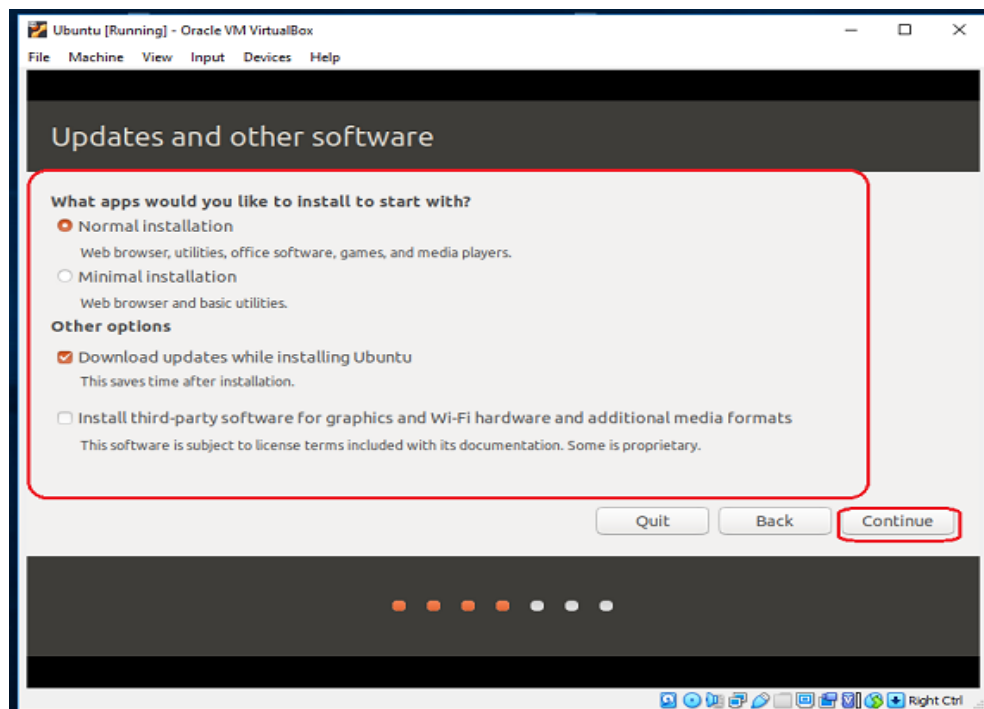 Ubuntu [Running] - Oracle VM VirtualBox
File Machine View Input Devices Help
Updates and other software
What apps would you like to install to start with?
Normal installation
Web browser, utilities, office software, games, and media players.
Minimal installation
Web browser and basic utilities.
Other options
Download updates while installing Ubuntu
This saves time after installation.
Install third-party software for graphics and Wi-Fi hardware and additional media formats
This software is subject to license terms included with its documentation. Some is proprietary.
Quit Back Continue
Right Ctrl